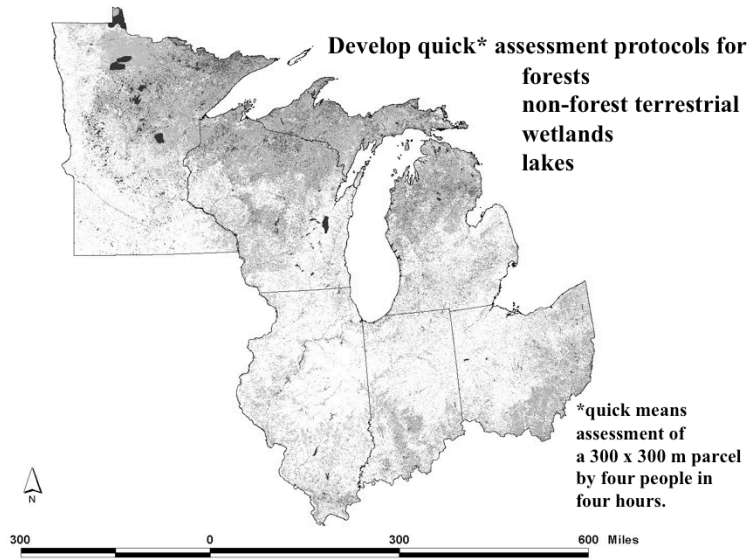 Develop quick* assessment protocols for
forests
non-forest terrestrial
wetlands
lakes
*quick means
assessment of
a 300 x 300 m parcel
by four people in
four hours.
N
300 0 300 600 Miles